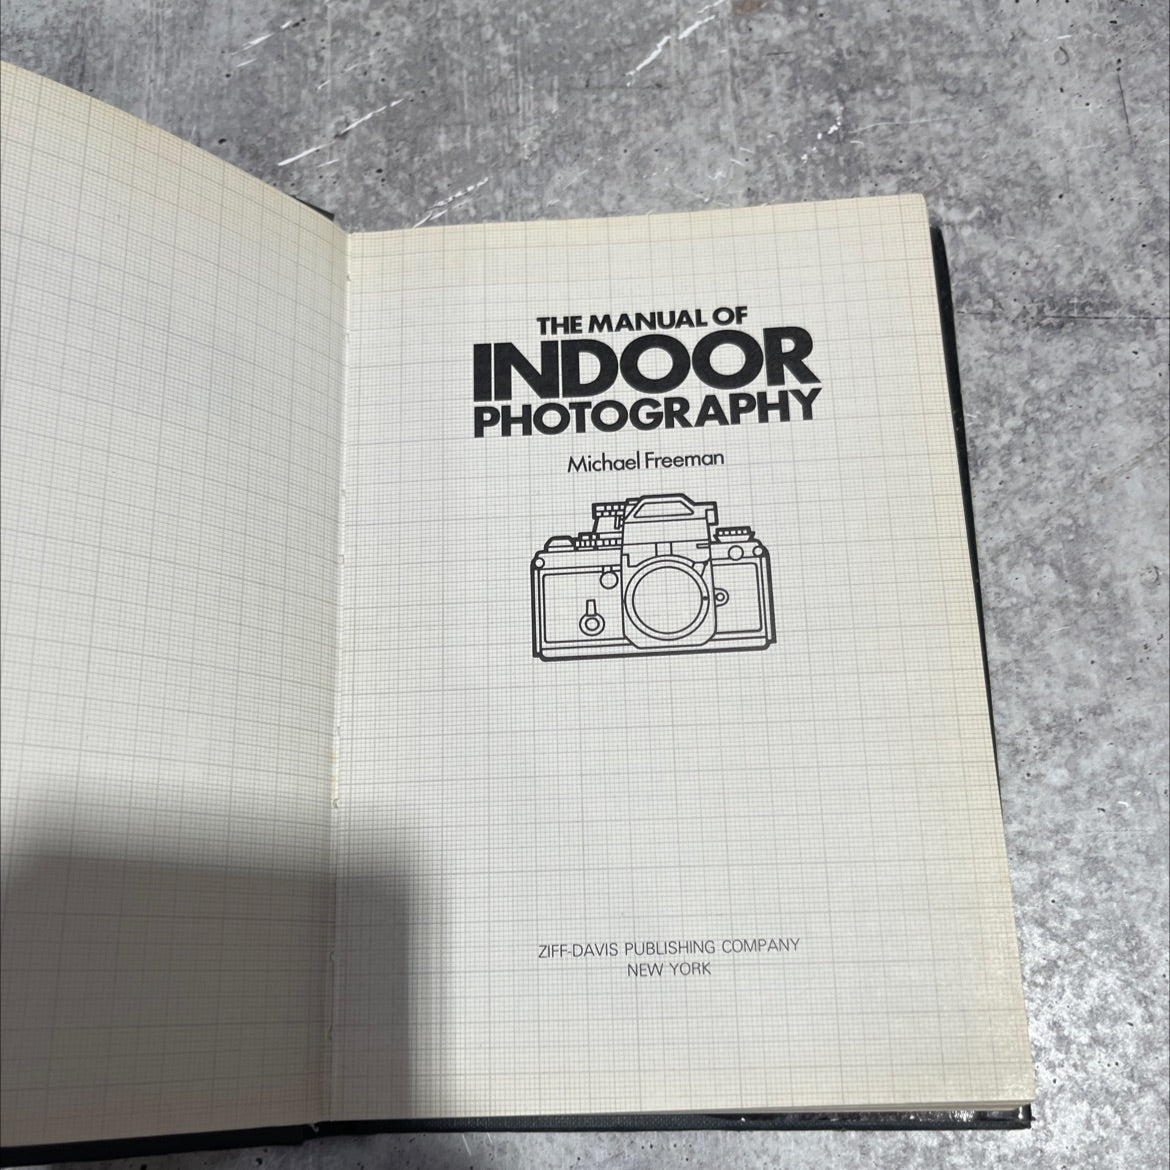 THE MANUAL OF
INDOOR
PHOTOGRAPHY
Michael Freeman
ZIFF-DAVIS PUBLISHING COMPANY
NEW YORK